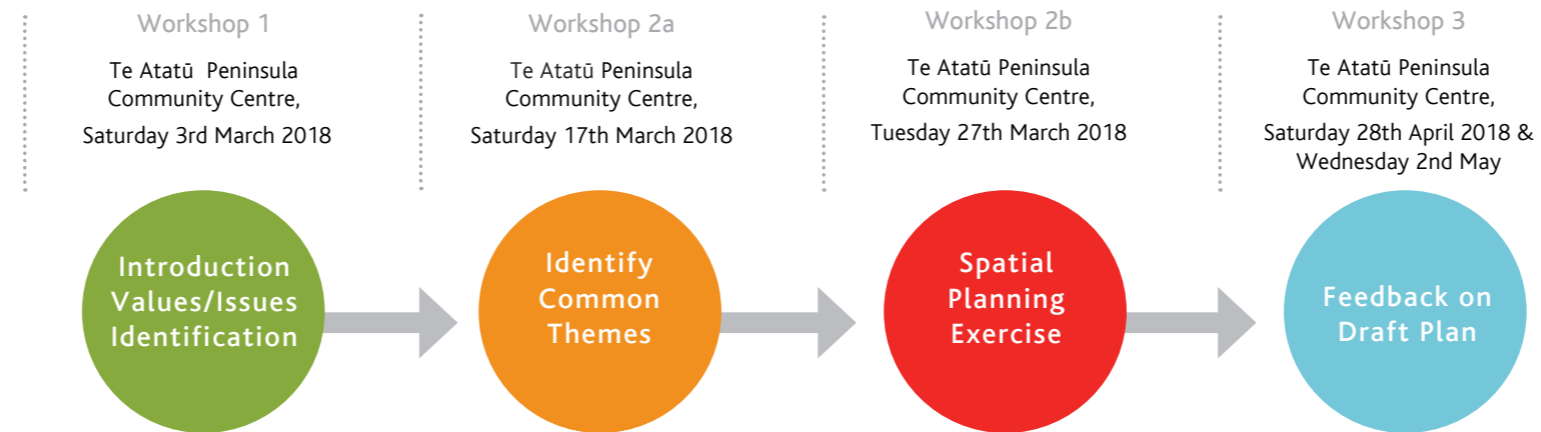 Workshop 1
Te Atatū Peninsula
Community Centre,
Saturday 3rd March 2018
Introduction
Values/Issues
Identification
Workshop 2a
Te Atatū Peninsula
Community Centre,
Saturday 17th March 2018
Identify
Common
Themes
Workshop 2b
Te Atatū Peninsula
Community Centre,
Tuesday 27th March 2018
Spatial
Planning
Exercise
Workshop 3
Te Atatū Peninsula
Community Centre,
Saturday 28th April 2018 &
Wednesday 2nd May
Feedback on
Draft Plan